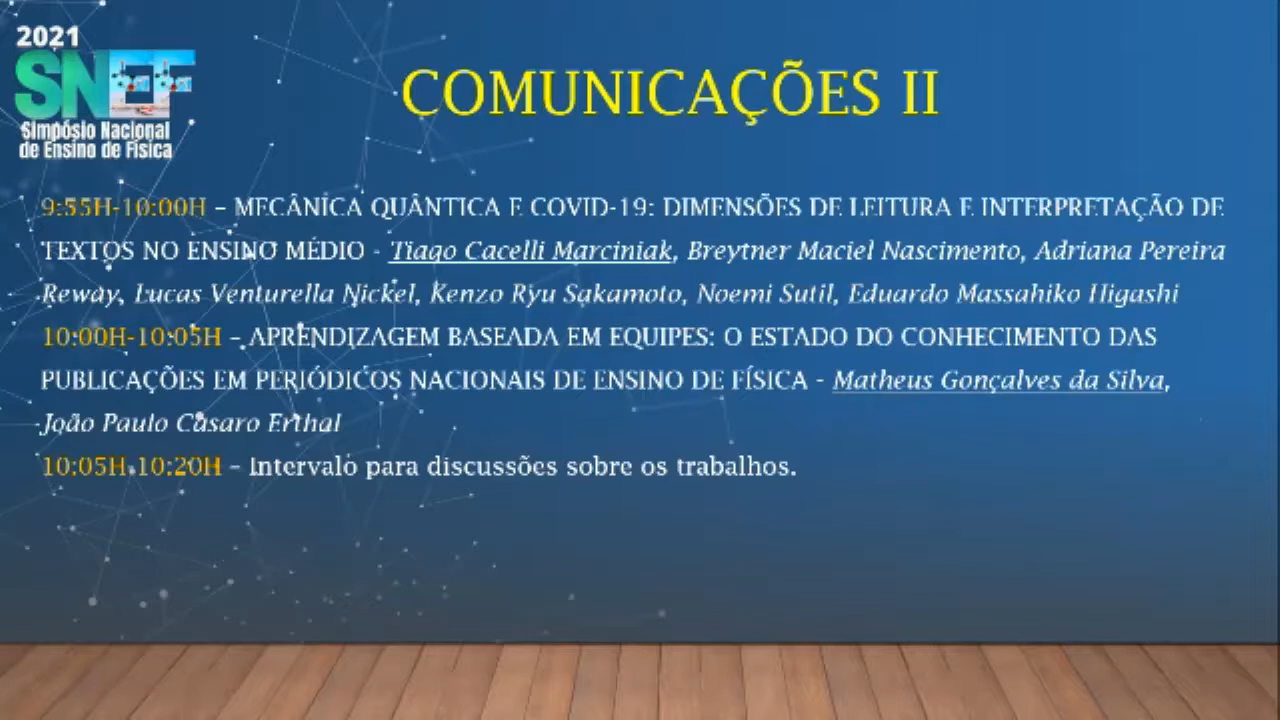 2021
SNEF
Simpósio Nacional
de Ensino de Física
COMUNICAÇÕES II
9:55H-10:00H – MECÂNICA QUÂNTICA E COVID-19: DIMENSÕES DE LEITURA E INTERPRETAÇÃO DE
TEXTOS NO ENSINO MÉDIO - Tiago Cacelli Marciniak, Breytner Maciel Nascimento, Adriana Pereira
Reway, Lucas Venturella Nickel, Kenzo Ryu Sakamoto, Noemi Sutil, Eduardo Massahiko Higashi
10:00H-10:05H – APRENDIZAGEM BASEADA EM EQUIPES: O ESTADO DO CONHECIMENTO DAS
PUBLICAÇÕES EM PERIÓDICOS NACIONAIS DE ENSINO DE FÍSICA - Matheus Gonçalves da Silva,
João Paulo Casaro Erthal
10:05H-10:20H – Intervalo para discussões sobre os trabalhos.